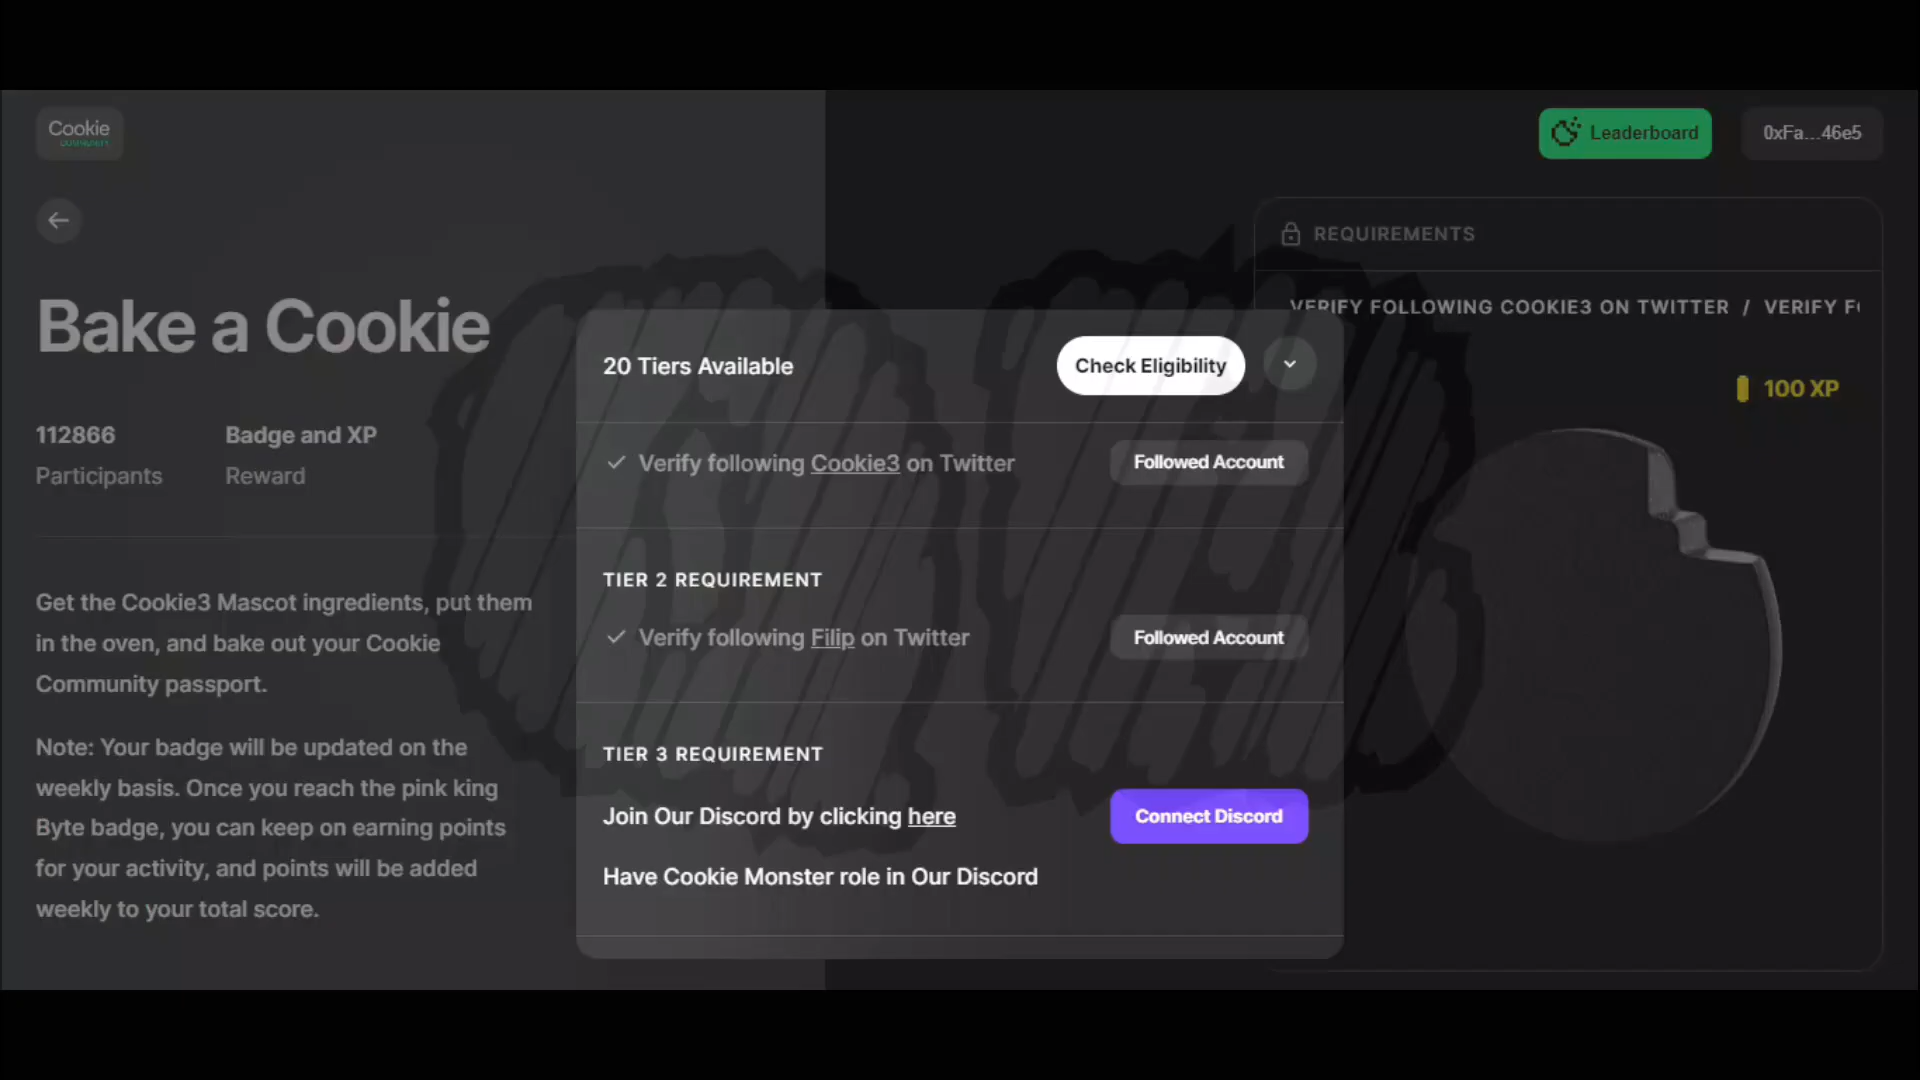 Cookie
COMMUNITY
Leaderboard
0xFa...46e5
REQUIREMENTS
VERIFY FOLLOWING COOKIE3 ON TWITTER / VERIFY
100 XP
Bake a Cookie
112866
Participants
Badge and XP
Reward
Get the Cookie3 Mascot ingredients, put them
in the oven, and bake out your Cookie
Community passport.
Note: Your badge will be updated on the
weekly basis. Once you reach the pink king
Byte badge, you can keep on earning points
for your activity, and points will be added
weekly to your total score.
20 Tiers Available
Check Eligibility
Verify following Cookie3 on Twitter
Followed Account
TIER 2 REQUIREMENT
Verify following Filip on Twitter
Followed Account
TIER 3 REQUIREMENT
Join Our Discord by clicking here
Connect Discord
Have Cookie Monster role in Our Discord